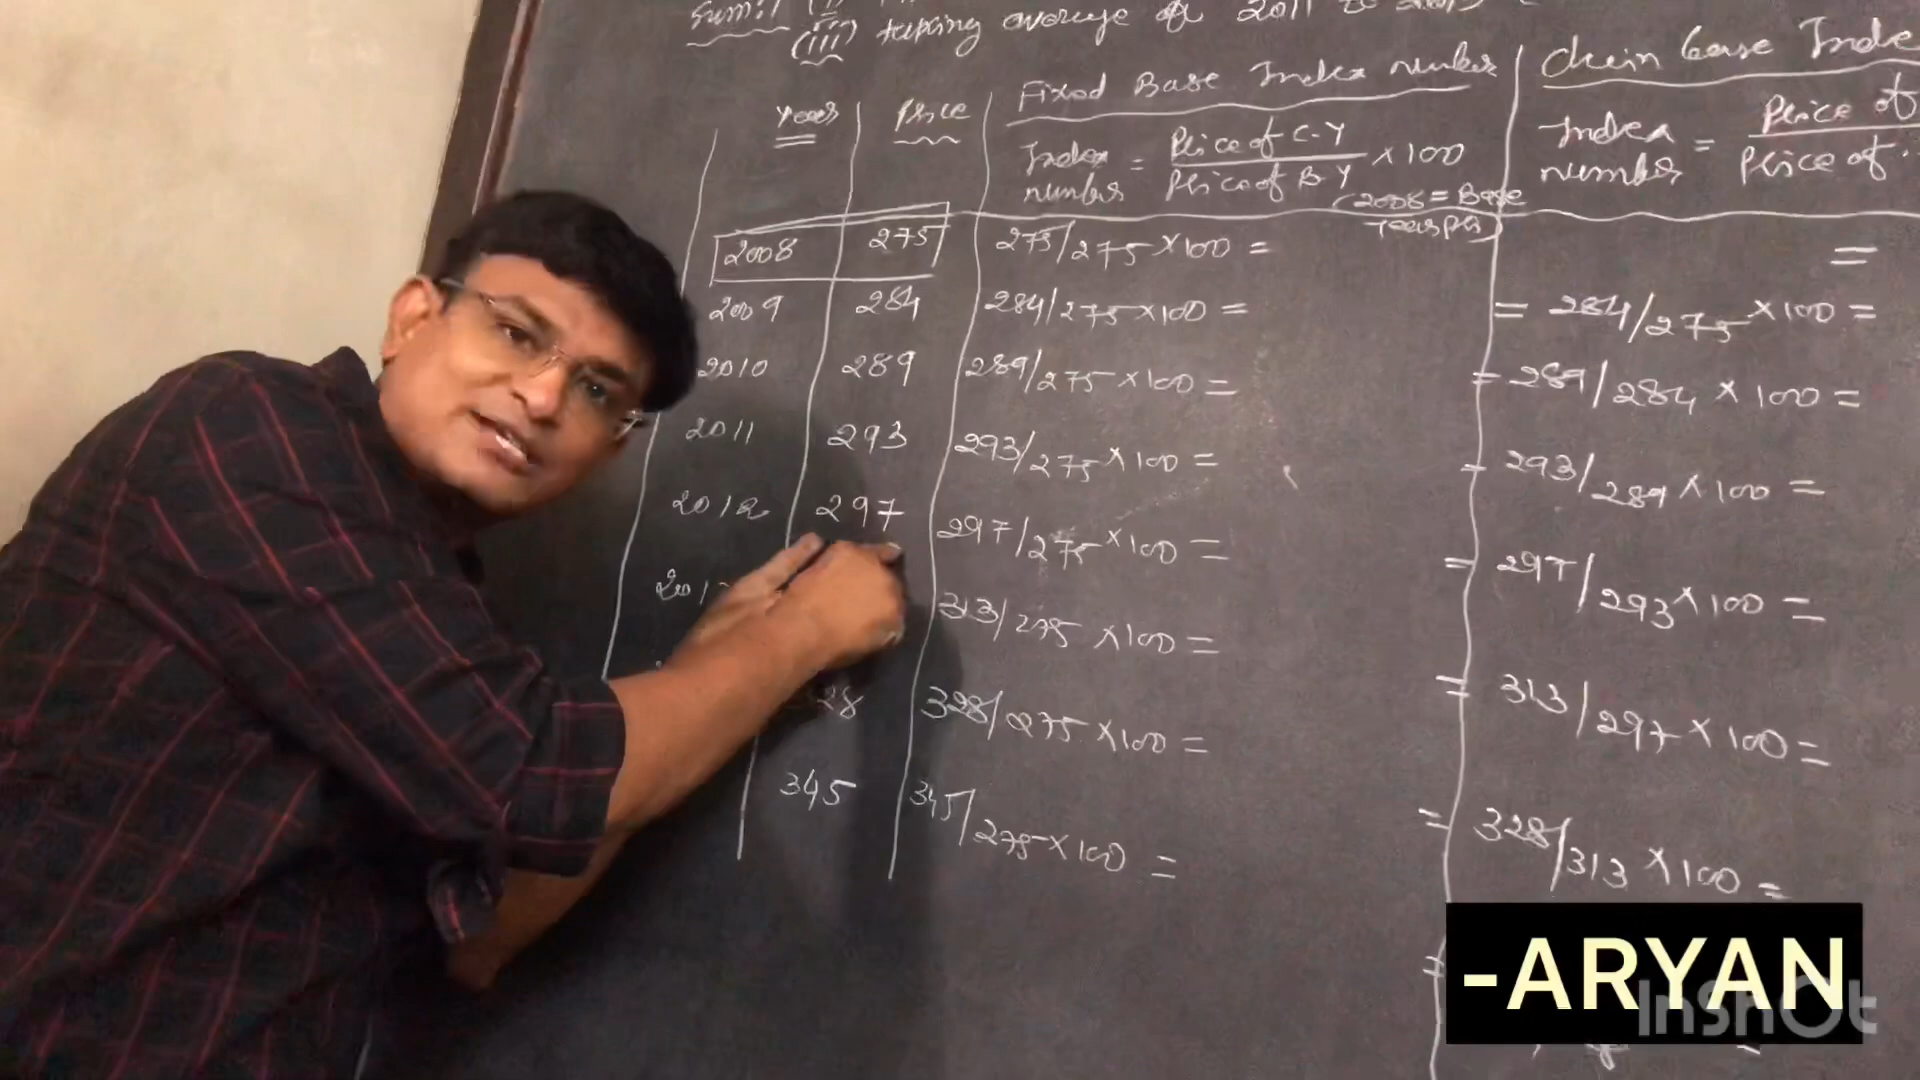 (iii) taking average of 2011 to 2013
Year Price Fixed Base Index number chain base Index
Index number = Price of C-Y / Price of B Y × 100
Index number = Price of / Price of
(2008 = Base
2008 275 275/275 × 100 = =
2009 284 284/275 × 100 = = 284/275 × 100 =
2010 289 289/275 × 100 = = 289/284 × 100 =
2011 293 293/275 × 100 = = 293/289 × 100 =
2012 297 297/275 × 100 = = 297/293 × 100 =
313/275 × 100 = = 313/297 × 100 =
28 328/275 × 100 = = 328/313 × 100 =
345 345/275 × 100 = =
-ARYAN
InShOt